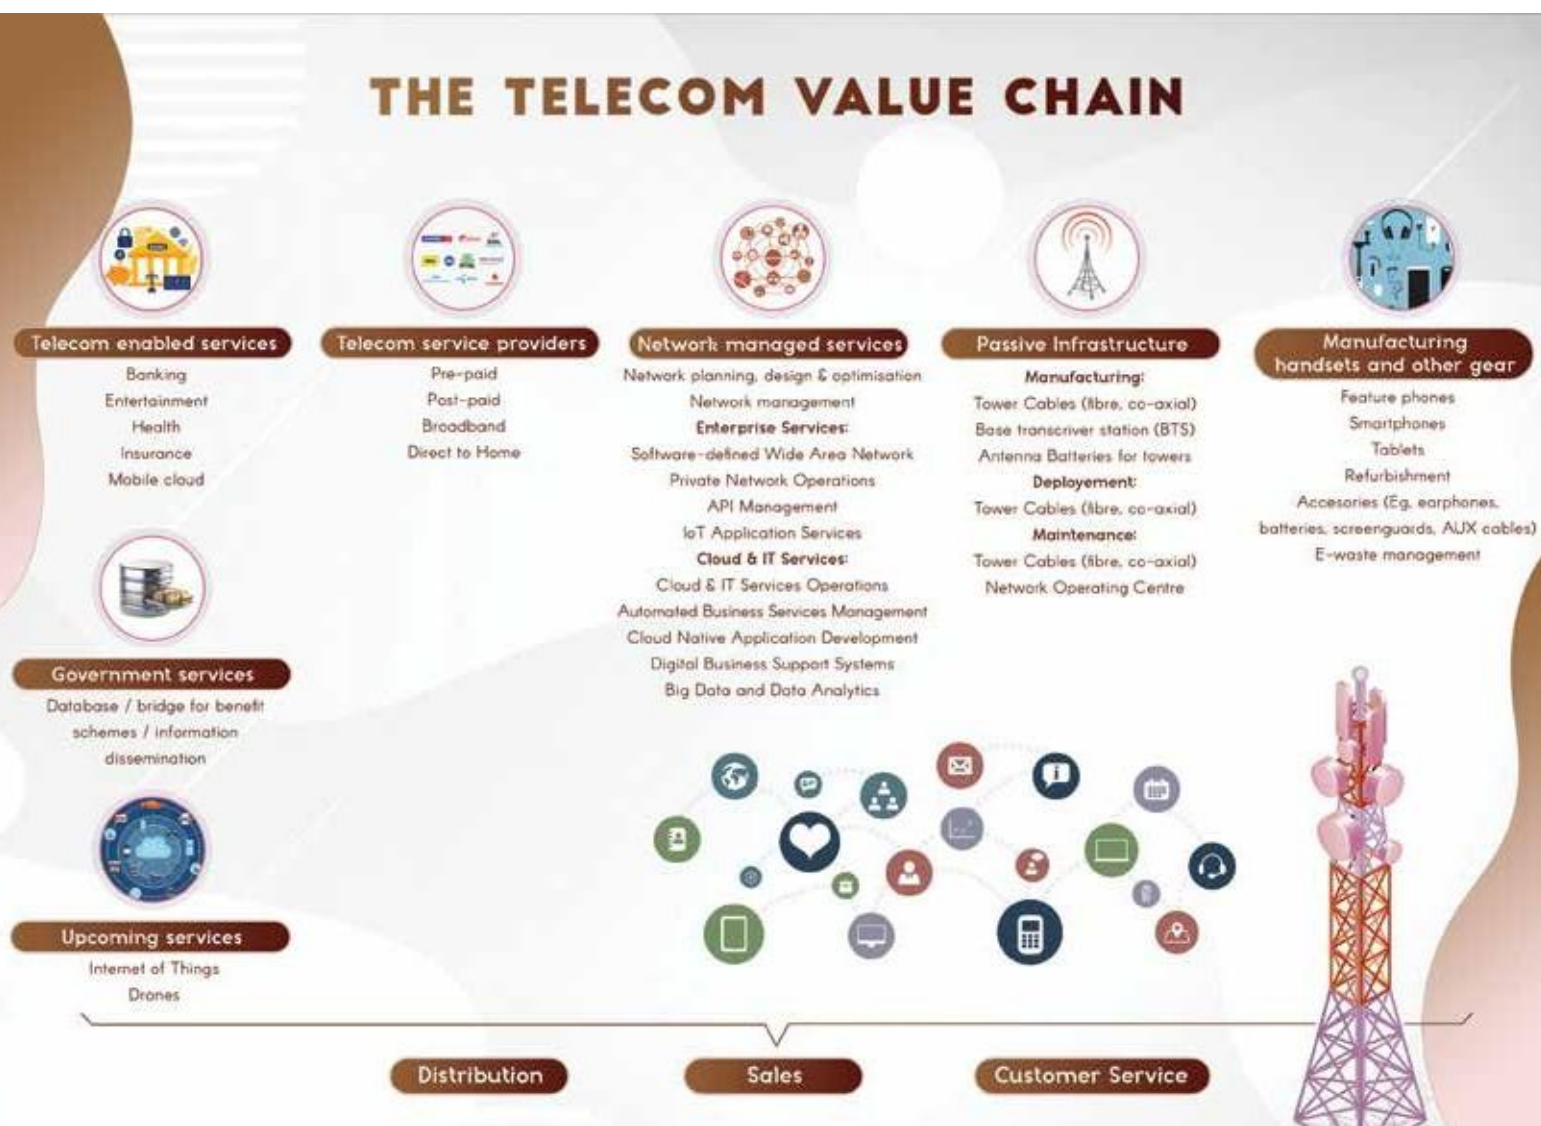 THE TELECOM VALUE CHAIN
Telecom enabled services
Banking
Entertainment
Health
Insurance
Mobile cloud
Government services
Database / bridge for benefit
schemes / information
dissemination
Upcoming services
Internet of Things
Drones
Telecom service providers
Pre-paid
Post-paid
Broadband
Direct to Home
Network managed services
Network planning, design & optimisation
Network management
Enterprise Services:
Software-defined Wide Area Network
Private Network Operations
API Management
IoT Application Services
Cloud & IT Services:
Cloud & IT Services Operations
Automated Business Services Management
Cloud Native Application Development
Digital Business Support Systems
Big Data and Data Analytics
Passive Infrastructure
Manufacturing:
Tower Cables (fibre, co-axial)
Base transcriver station (BTS)
Antenna Batteries for towers
Deployement:
Tower Cables (fibre, co-axial)
Maintenance:
Tower Cables (fibre, co-axial)
Network Operating Centre
Manufacturing
handsets and other gear
Feature phones
Smartphones
Tablets
Refurbishment
Accesories (Eg. earphones,
batteries, screenguards, AUX cables)
E-waste management
Distribution
Sales
Customer Service